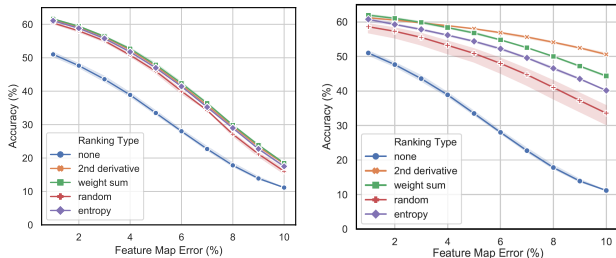 60
50
40
30
20
10
0
Accuracy (%)
Ranking Type
none
2nd derivative
weight sum
random
entropy
2
4
6
8
10
Feature Map Error (%)
60
50
40
30
20
10
0
Accuracy (%)
Ranking Type
none
2nd derivative
weight sum
random
entropy
2
4
6
8
10
Feature Map Error (%)